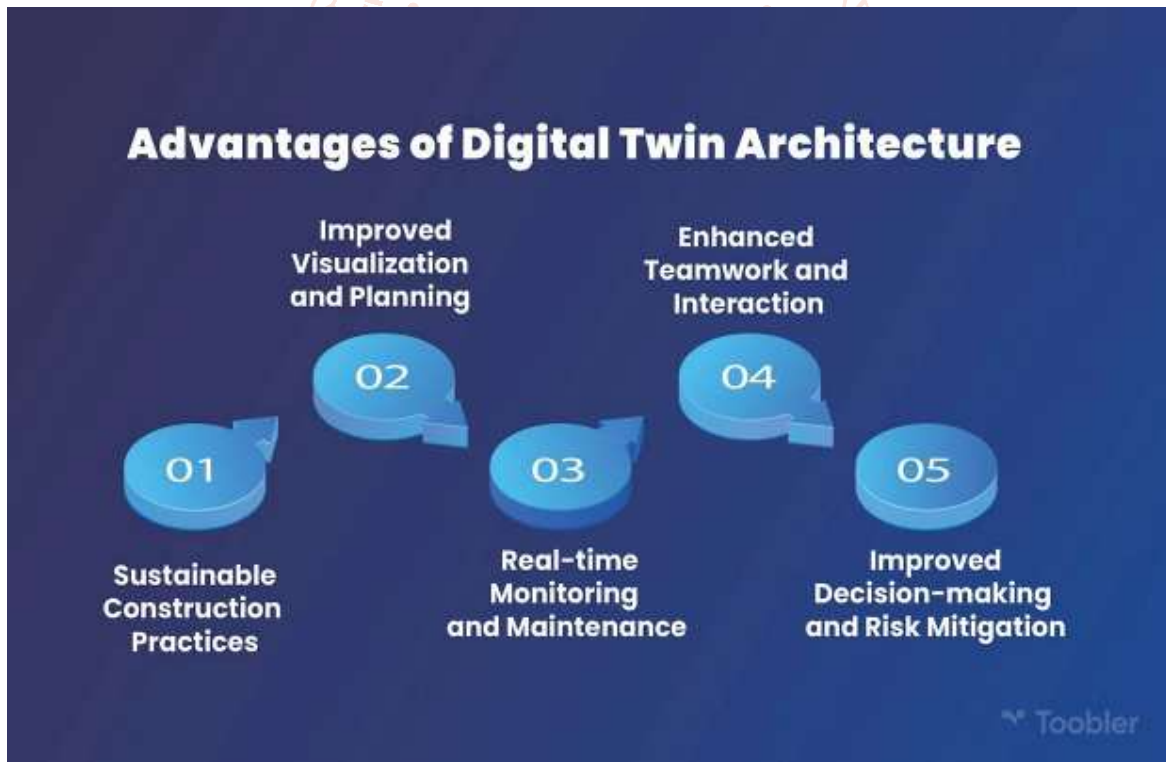 Advantages of Digital Twin Architecture
Improved
Visualization
and Planning
Enhanced
Teamwork and
Interaction
02
04
01
03
05
Sustainable
Construction
Practices
Real-time
Monitoring
and Maintenance
Improved
Decision-making
and Risk Mitigation
Toobler